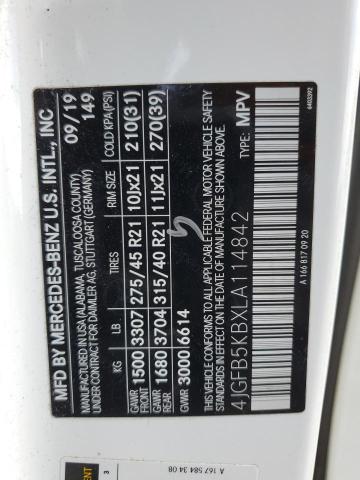 MFD BY MERCEDES-BENZ U.S. INTL., INC
MANUFACTURED IN USA (ALABAMA, TUSCALOOSA COUNTY)
UNDER CONTRACT FOR DAIMLER AG, STUTTGART (GERMANY)
09/19
149
KG LB TIRES RIM SIZE COLD KPA(PSI)
GAWR FRONT 1500 3307 275/45 R21 10Jx21 210(31)
GAWR REAR 1680 3704 315/40 R21 11Jx21 270(39)
GVWR 3000 6614
5
THIS VEHICLE CONFORMS TO ALL APPLICABLE FEDERAL MOTOR VEHICLE SAFETY
STANDARDS IN EFFECT ON THE DATE OF MANUFACTURE SHOWN ABOVE.
4JGFB5KBXLA114842 TYPE: MPV
A 166 817 09 20
6403392
ENT
3
A 167 584 34 08